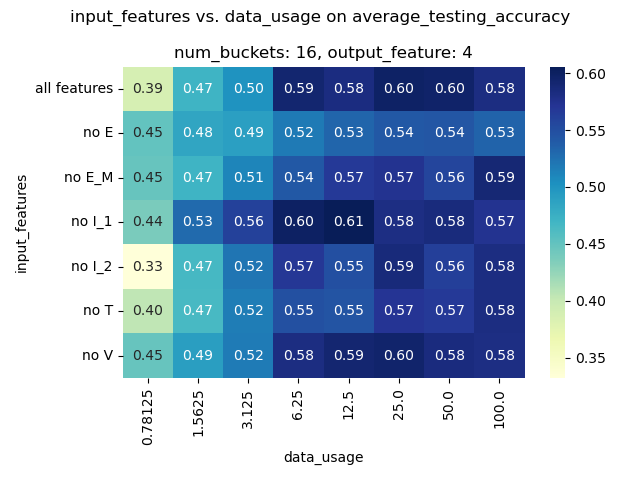 input_features vs. data_usage on average_testing_accuracy
num_buckets: 16, output_feature: 4
all features 0.39 0.47 0.50 0.59 0.58 0.60 0.60 0.58
no E 0.45 0.48 0.49 0.52 0.53 0.54 0.54 0.53
no E_M 0.45 0.47 0.51 0.54 0.57 0.57 0.56 0.59
no I_1 0.44 0.53 0.56 0.60 0.61 0.58 0.58 0.57
no I_2 0.33 0.47 0.52 0.57 0.55 0.59 0.56 0.58
no T 0.40 0.47 0.52 0.55 0.55 0.57 0.57 0.58
no V 0.45 0.49 0.52 0.58 0.59 0.60 0.58 0.58
0.78125 1.5625 3.125 6.25 12.5 25.0 50.0 100.0
data_usage
input_features
0.60
0.55
0.50
0.45
0.40
0.35